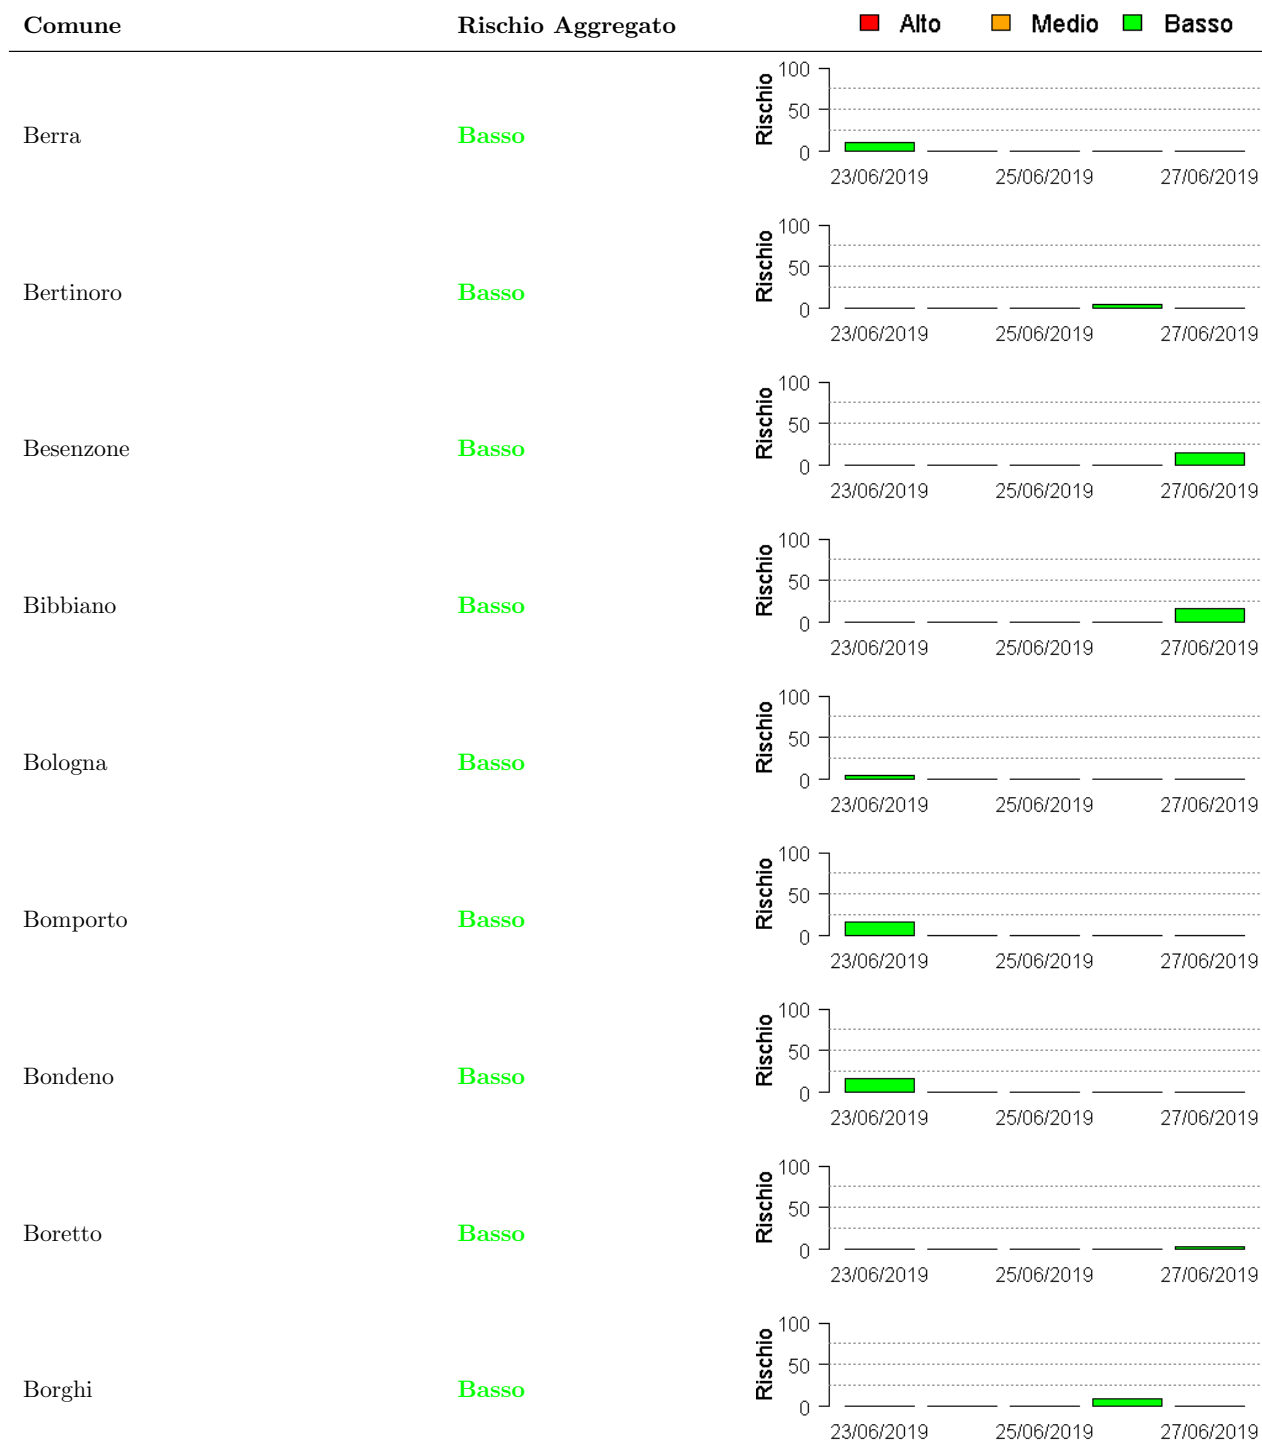 Comune Rischio Aggregato Alto Medio Basso
100
50
0
Rischio
Berra Basso
23/06/2019 25/06/2019 27/06/2019
100
50
0
Rischio
Bertinoro Basso
23/06/2019 25/06/2019 27/06/2019
100
50
0
Rischio
Besenzone Basso
23/06/2019 25/06/2019 27/06/2019
100
50
0
Rischio
Bibbiano Basso
23/06/2019 25/06/2019 27/06/2019
100
50
0
Rischio
Bologna Basso
23/06/2019 25/06/2019 27/06/2019
100
50
0
Rischio
Bomporto Basso
23/06/2019 25/06/2019 27/06/2019
100
50
0
Rischio
Bondeno Basso
23/06/2019 25/06/2019 27/06/2019
100
50
0
Rischio
Boretto Basso
23/06/2019 25/06/2019 27/06/2019
100
50
0
Rischio
Borghi Basso
23/06/2019 25/06/2019 27/06/2019